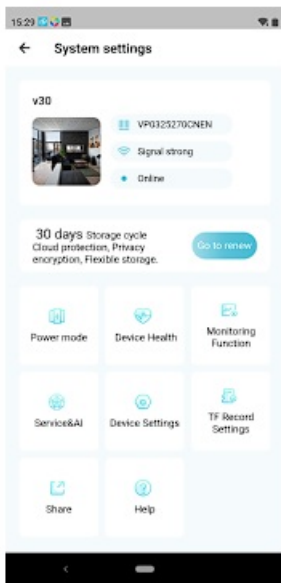 15:29
System settings
v30
VP0325270CNEN
Signal strong
Online
30 days Storage cycle
Cloud protection, Privacy
encryption, Flexible storage.
Go to renew
Power mode
Device Health
Monitoring
Function
Service&AI
Device Settings
TF Record
Settings
Share
Help